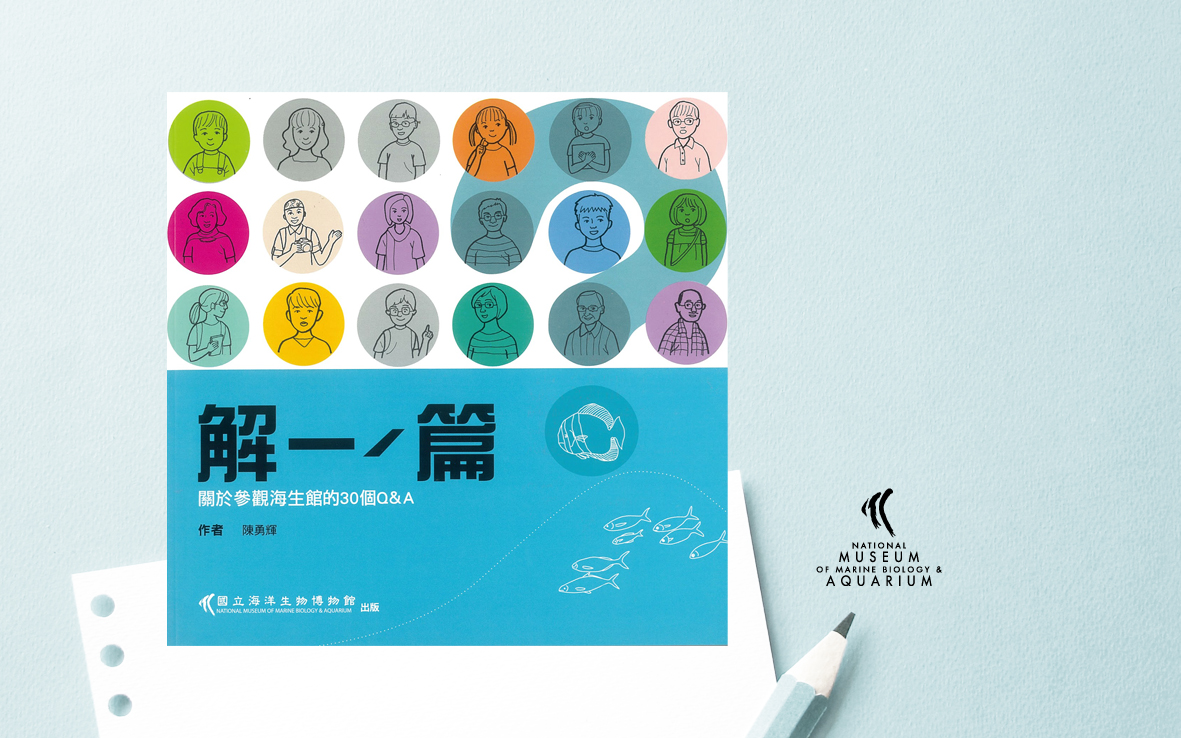 解一ノ篇
關於參觀海生館的30個Q&A
作者 陳勇輝
國立海洋生物博物館
NATIONAL MUSEUM OF MARINE BIOLOGY & AQUARIUM
出版
NATIONAL
MUSEUM
OF MARINE BIOLOGY &
AQUARIUM